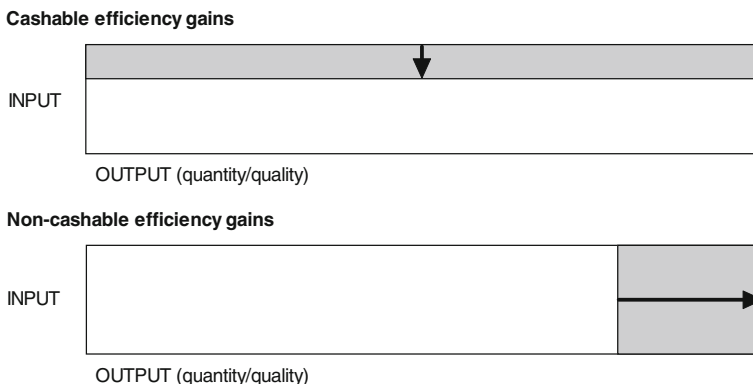 Cashable efficiency gains
INPUT
OUTPUT (quantity/quality)
Non-cashable efficiency gains
INPUT
OUTPUT (quantity/quality)